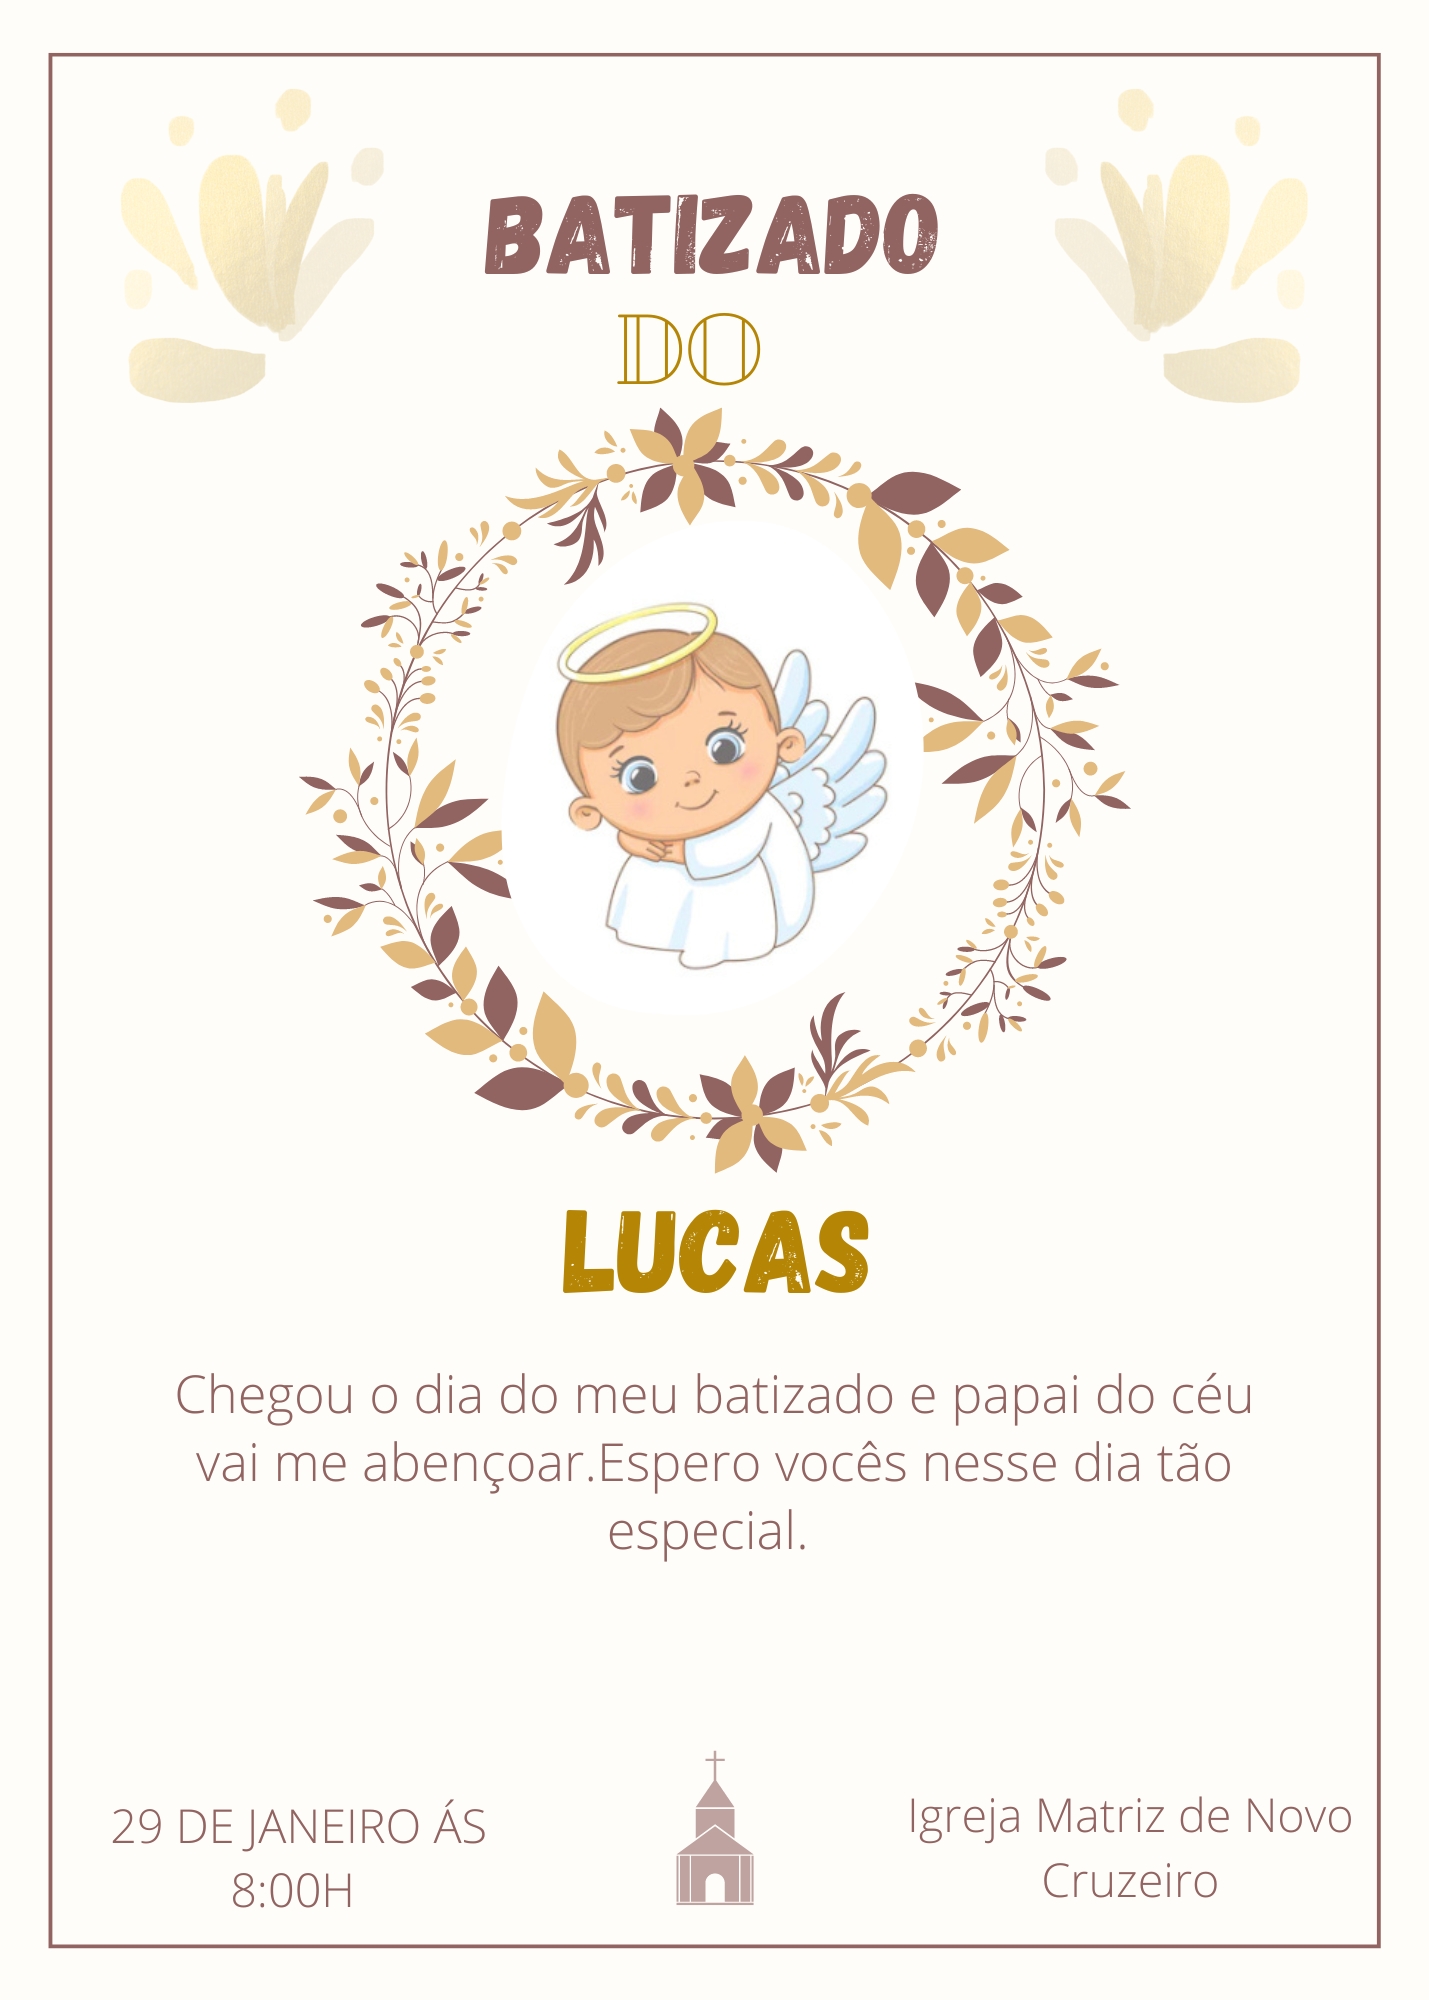 BATIZADO
DO
LUCAS
Chegou o dia do meu batizado e papai do céu
vai me abençoar.Espero vocês nesse dia tão
especial.
29 DE JANEIRO ÁS
8:00H
Igreja Matriz de Novo
Cruzeiro